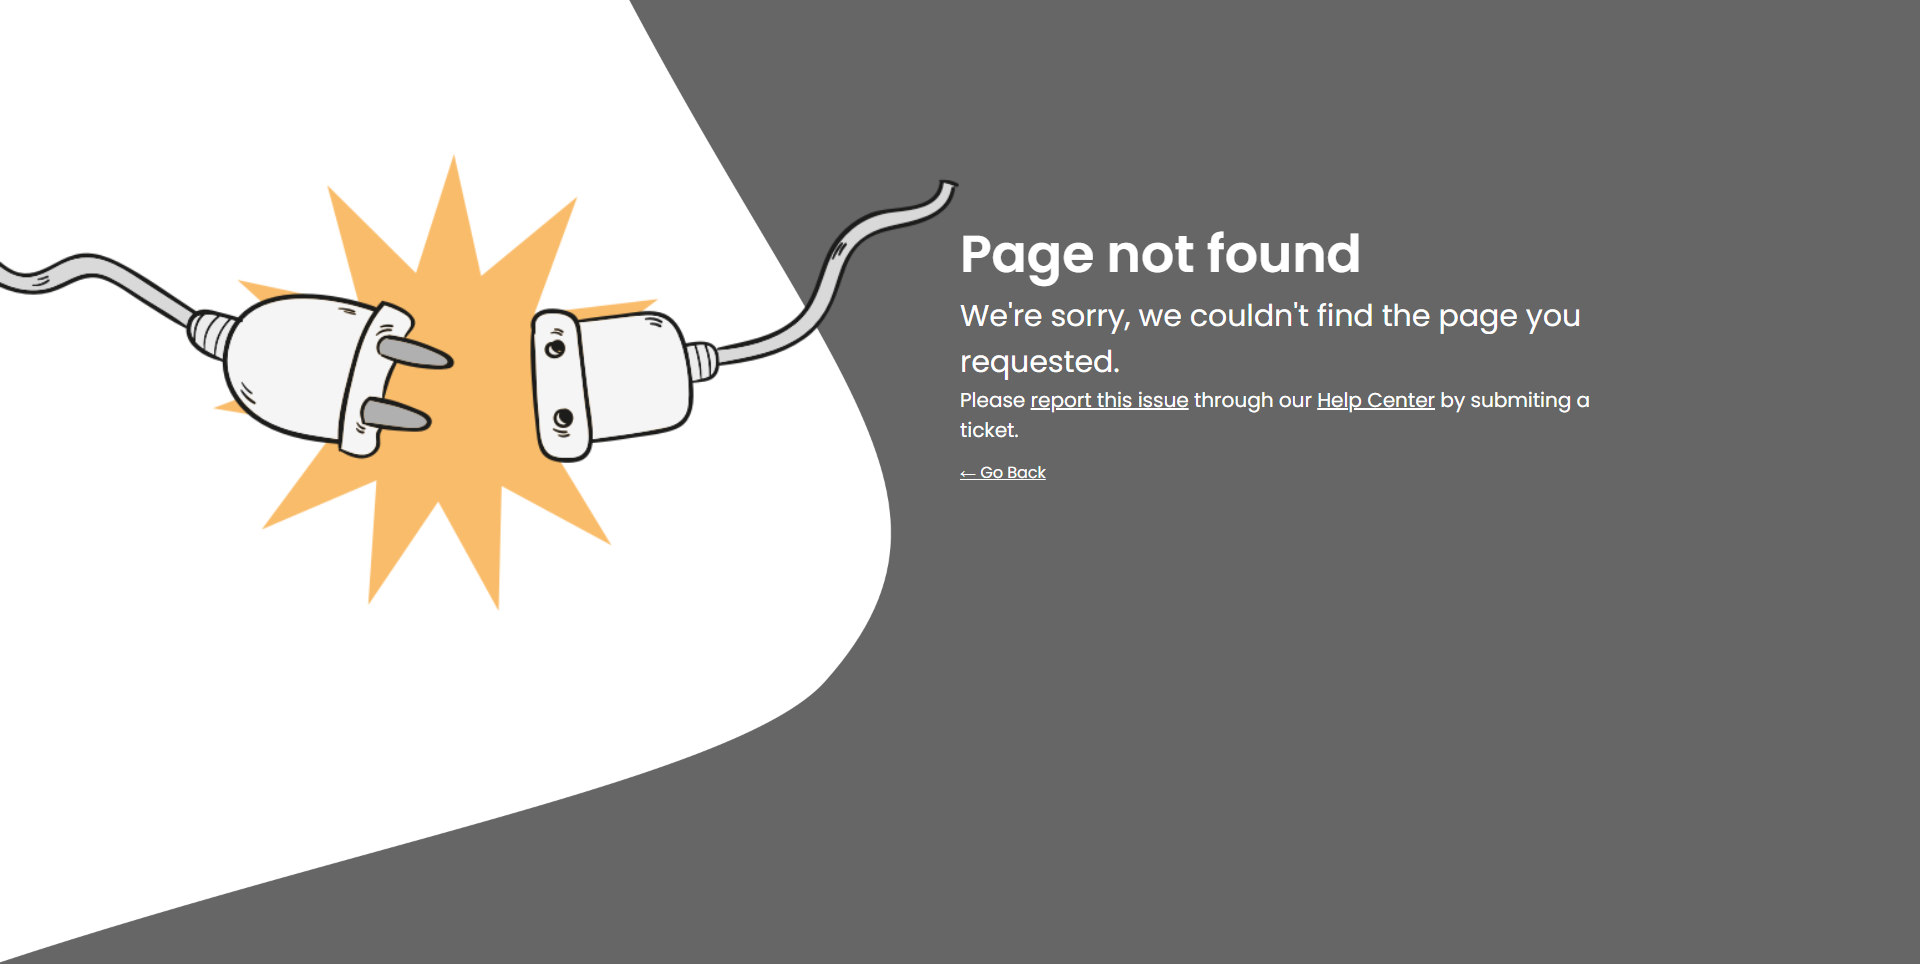 Page not found
We're sorry, we couldn't find the page you
requested.
Please report this issue through our Help Center by submiting a
ticket.
← Go Back